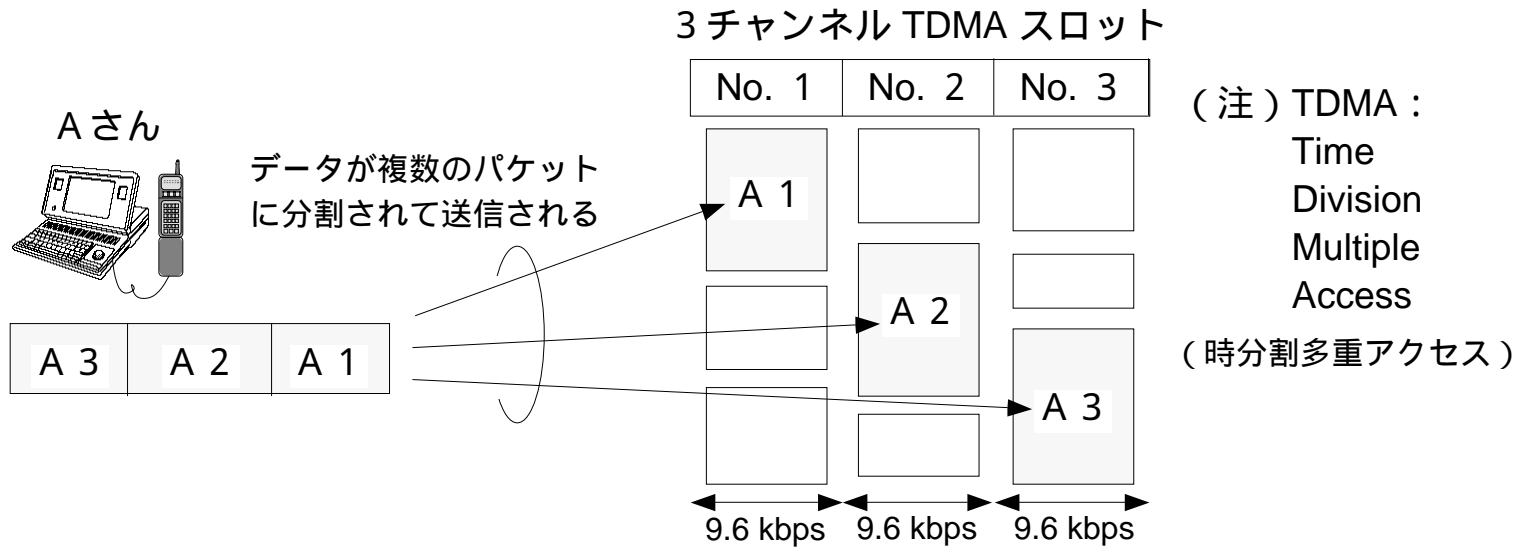 3 チャンネル TDMA スロット
No. 1 No. 2 No. 3
A さん
データが複数のパケット
に分割されて送信される
A 3 A 2 A 1
A 1
A 2
A 3
9.6 kbps 9.6 kbps 9.6 kbps
(注) TDMA :
Time
Division
Multiple
Access
(時分割多重アクセス)